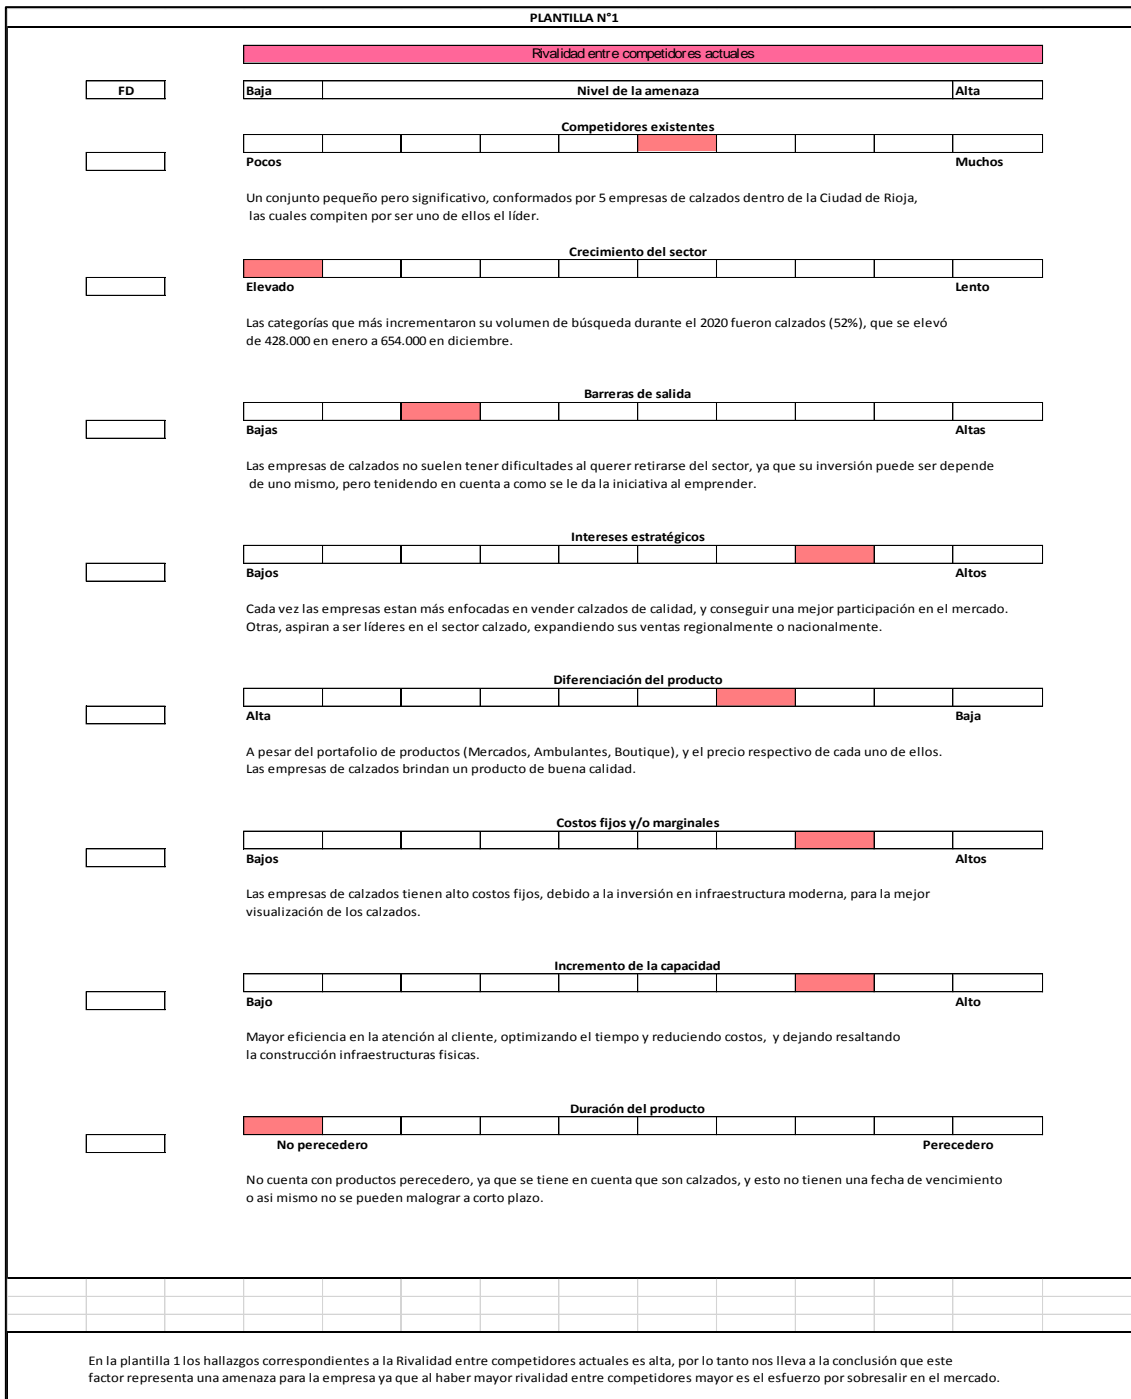 PLANTILLA N°1
Rivalidad entre competidores actuales
FD Baja Nivel de la amenaza Alta
Competidores existentes
Pocos Muchos
Un conjunto pequeño pero significativo, conformados por 5 empresas de calzados dentro de la Ciudad de Rioja,
las cuales compiten por ser uno de ellos el líder.
Crecimiento del sector
Elevado Lento
Las categorías que más incrementaron su volumen de búsqueda durante el 2020 fueron calzados (52%), que se elevó
de 428.000 en enero a 654.000 en diciembre.
Barreras de salida
Bajas Altas
Las empresas de calzados no suelen tener dificultades al querer retirarse del sector, ya que su inversión puede ser depende
de uno mismo, pero tenidendo en cuenta a como se le da la iniciativa al emprender.
Intereses estratégicos
Bajos Altos
Cada vez las empresas estan más enfocadas en vender calzados de calidad, y conseguir una mejor participación en el mercado.
Otras, aspiran a ser líderes en el sector calzado, expandiendo sus ventas regionalmente o nacionalmente.
Diferenciación del producto
Alta Baja
A pesar del portafolio de productos (Mercados, Ambulantes, Boutique), y el precio respectivo de cada uno de ellos.
Las empresas de calzados brindan un producto de buena calidad.
Costos fijos y/o marginales
Bajos Altos
Las empresas de calzados tienen alto costos fijos, debido a la inversión en infraestructura moderna, para la mejor
visualización de los calzados.
Incremento de la capacidad
Bajo Alto
Mayor eficiencia en la atención al cliente, optimizando el tiempo y reduciendo costos, y dejando resaltando
la construcción infraestructuras fisicas.
Duración del producto
No perecedero Perecedero
No cuenta con productos perecedero, ya que se tiene en cuenta que son calzados, y esto no tienen una fecha de vencimiento
o asi mismo no se pueden malograr a corto plazo.
En la plantilla 1 los hallazgos correspondientes a la Rivalidad entre competidores actuales es alta, por lo tanto nos lleva a la conclusión que este
factor representa una amenaza para la empresa ya que al haber mayor rivalidad entre competidores mayor es el esfuerzo por sobresalir en el mercado.